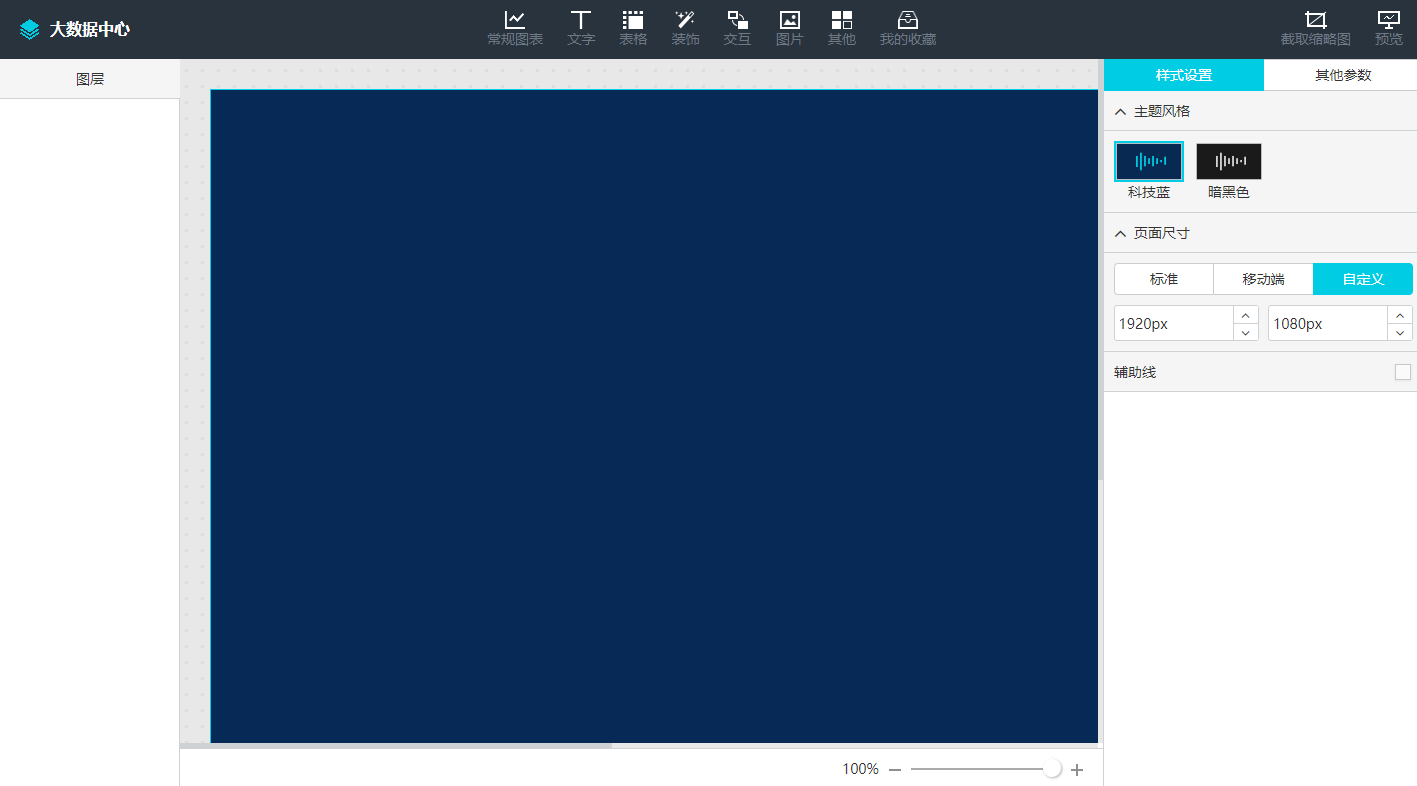 大数据中心
常规图表 文字 表格 装饰 交互 图片 其他 我的收藏
截取缩略图 预览
图层
样式设置 其他参数
主题风格
科技蓝 暗黑色
页面尺寸
标准 移动端 自定义
1920px 1080px
辅助线
100%